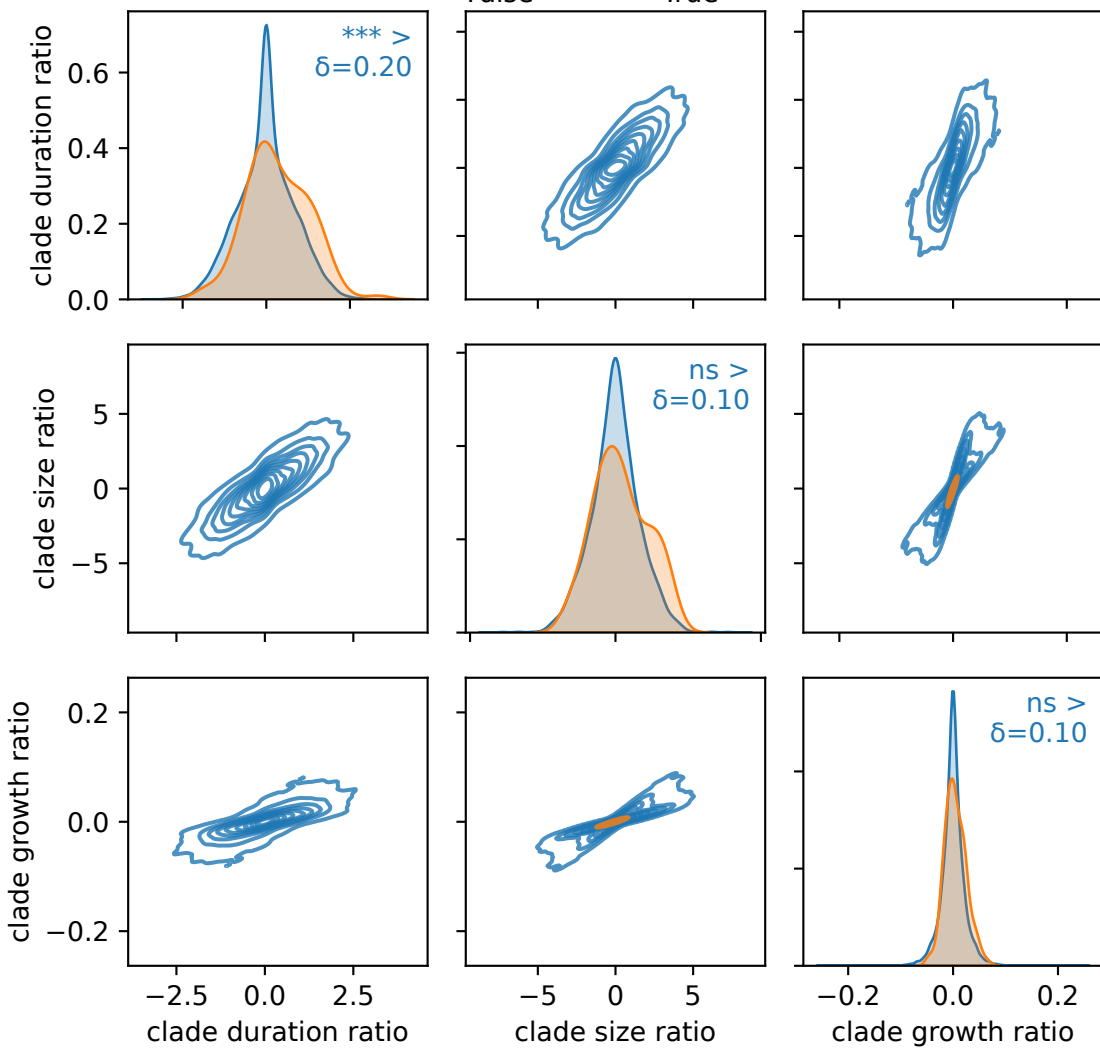 clade duration ratio
0.6
0.4
0.2
0.0
*** >
δ=0.20
clade size ratio
5
0
−5
ns >
δ=0.10
clade growth ratio
0.2
0.0
−0.2
ns >
δ=0.10
−2.5 0.0 2.5
−5 0 5
−0.2 0.0 0.2
clade duration ratio
clade size ratio
clade growth ratio